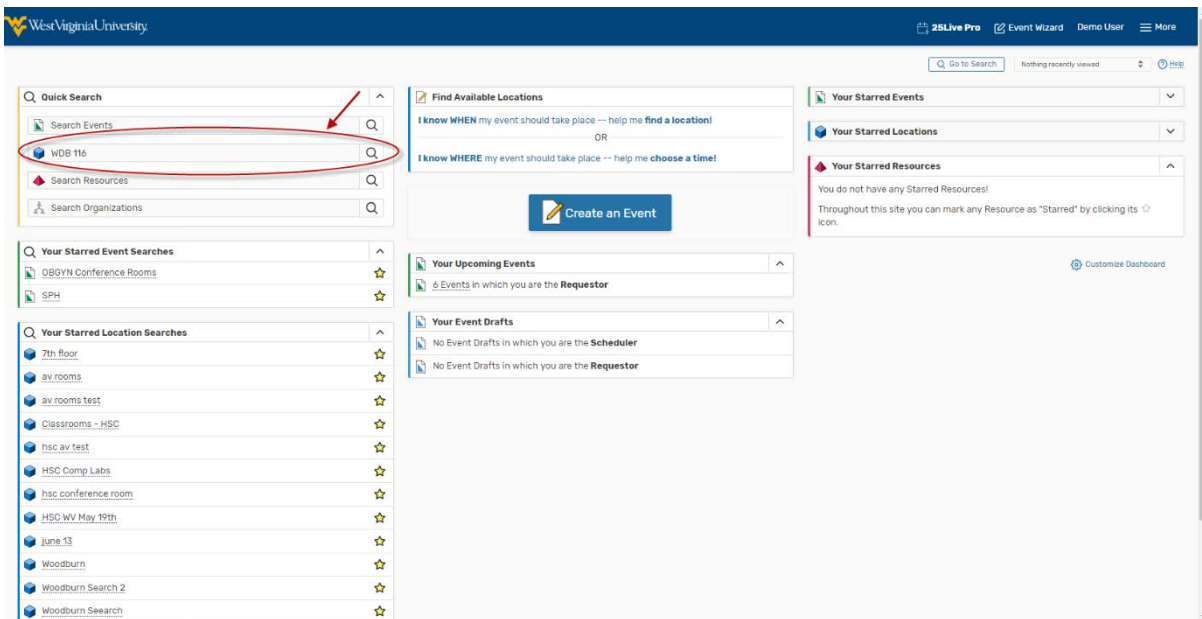 West Virginia University.
25Live Pro Event Wizard Demo User More
Go to Search Nothing recently viewed Help
Quick Search
Search Events
WDB 116
Search Resources
Search Organizations
Your Starred Event Searches
OBGYN Conference Rooms
SPH
Your Starred Location Searches
7th floor
av rooms
av rooms test
Classrooms - HSC
hsc av test
HSC Comp Labs
hsc conference room
HSC WV May 19th
june 13
Woodburn
Woodburn Search 2
Woodburn Seearch
Find Available Locations
I know WHEN my event should take place -- help me find a location!
OR
I know WHERE my event should take place -- help me choose a time!
Create an Event
Your Upcoming Events
6 Events in which you are the Requestor
Your Event Drafts
No Event Drafts in which you are the Scheduler
No Event Drafts in which you are the Requestor
Your Starred Events
Your Starred Locations
Your Starred Resources
You do not have any Starred Resources!
Throughout this site you can mark any Resource as "Starred" by clicking its
icon.
Customize Dashboard